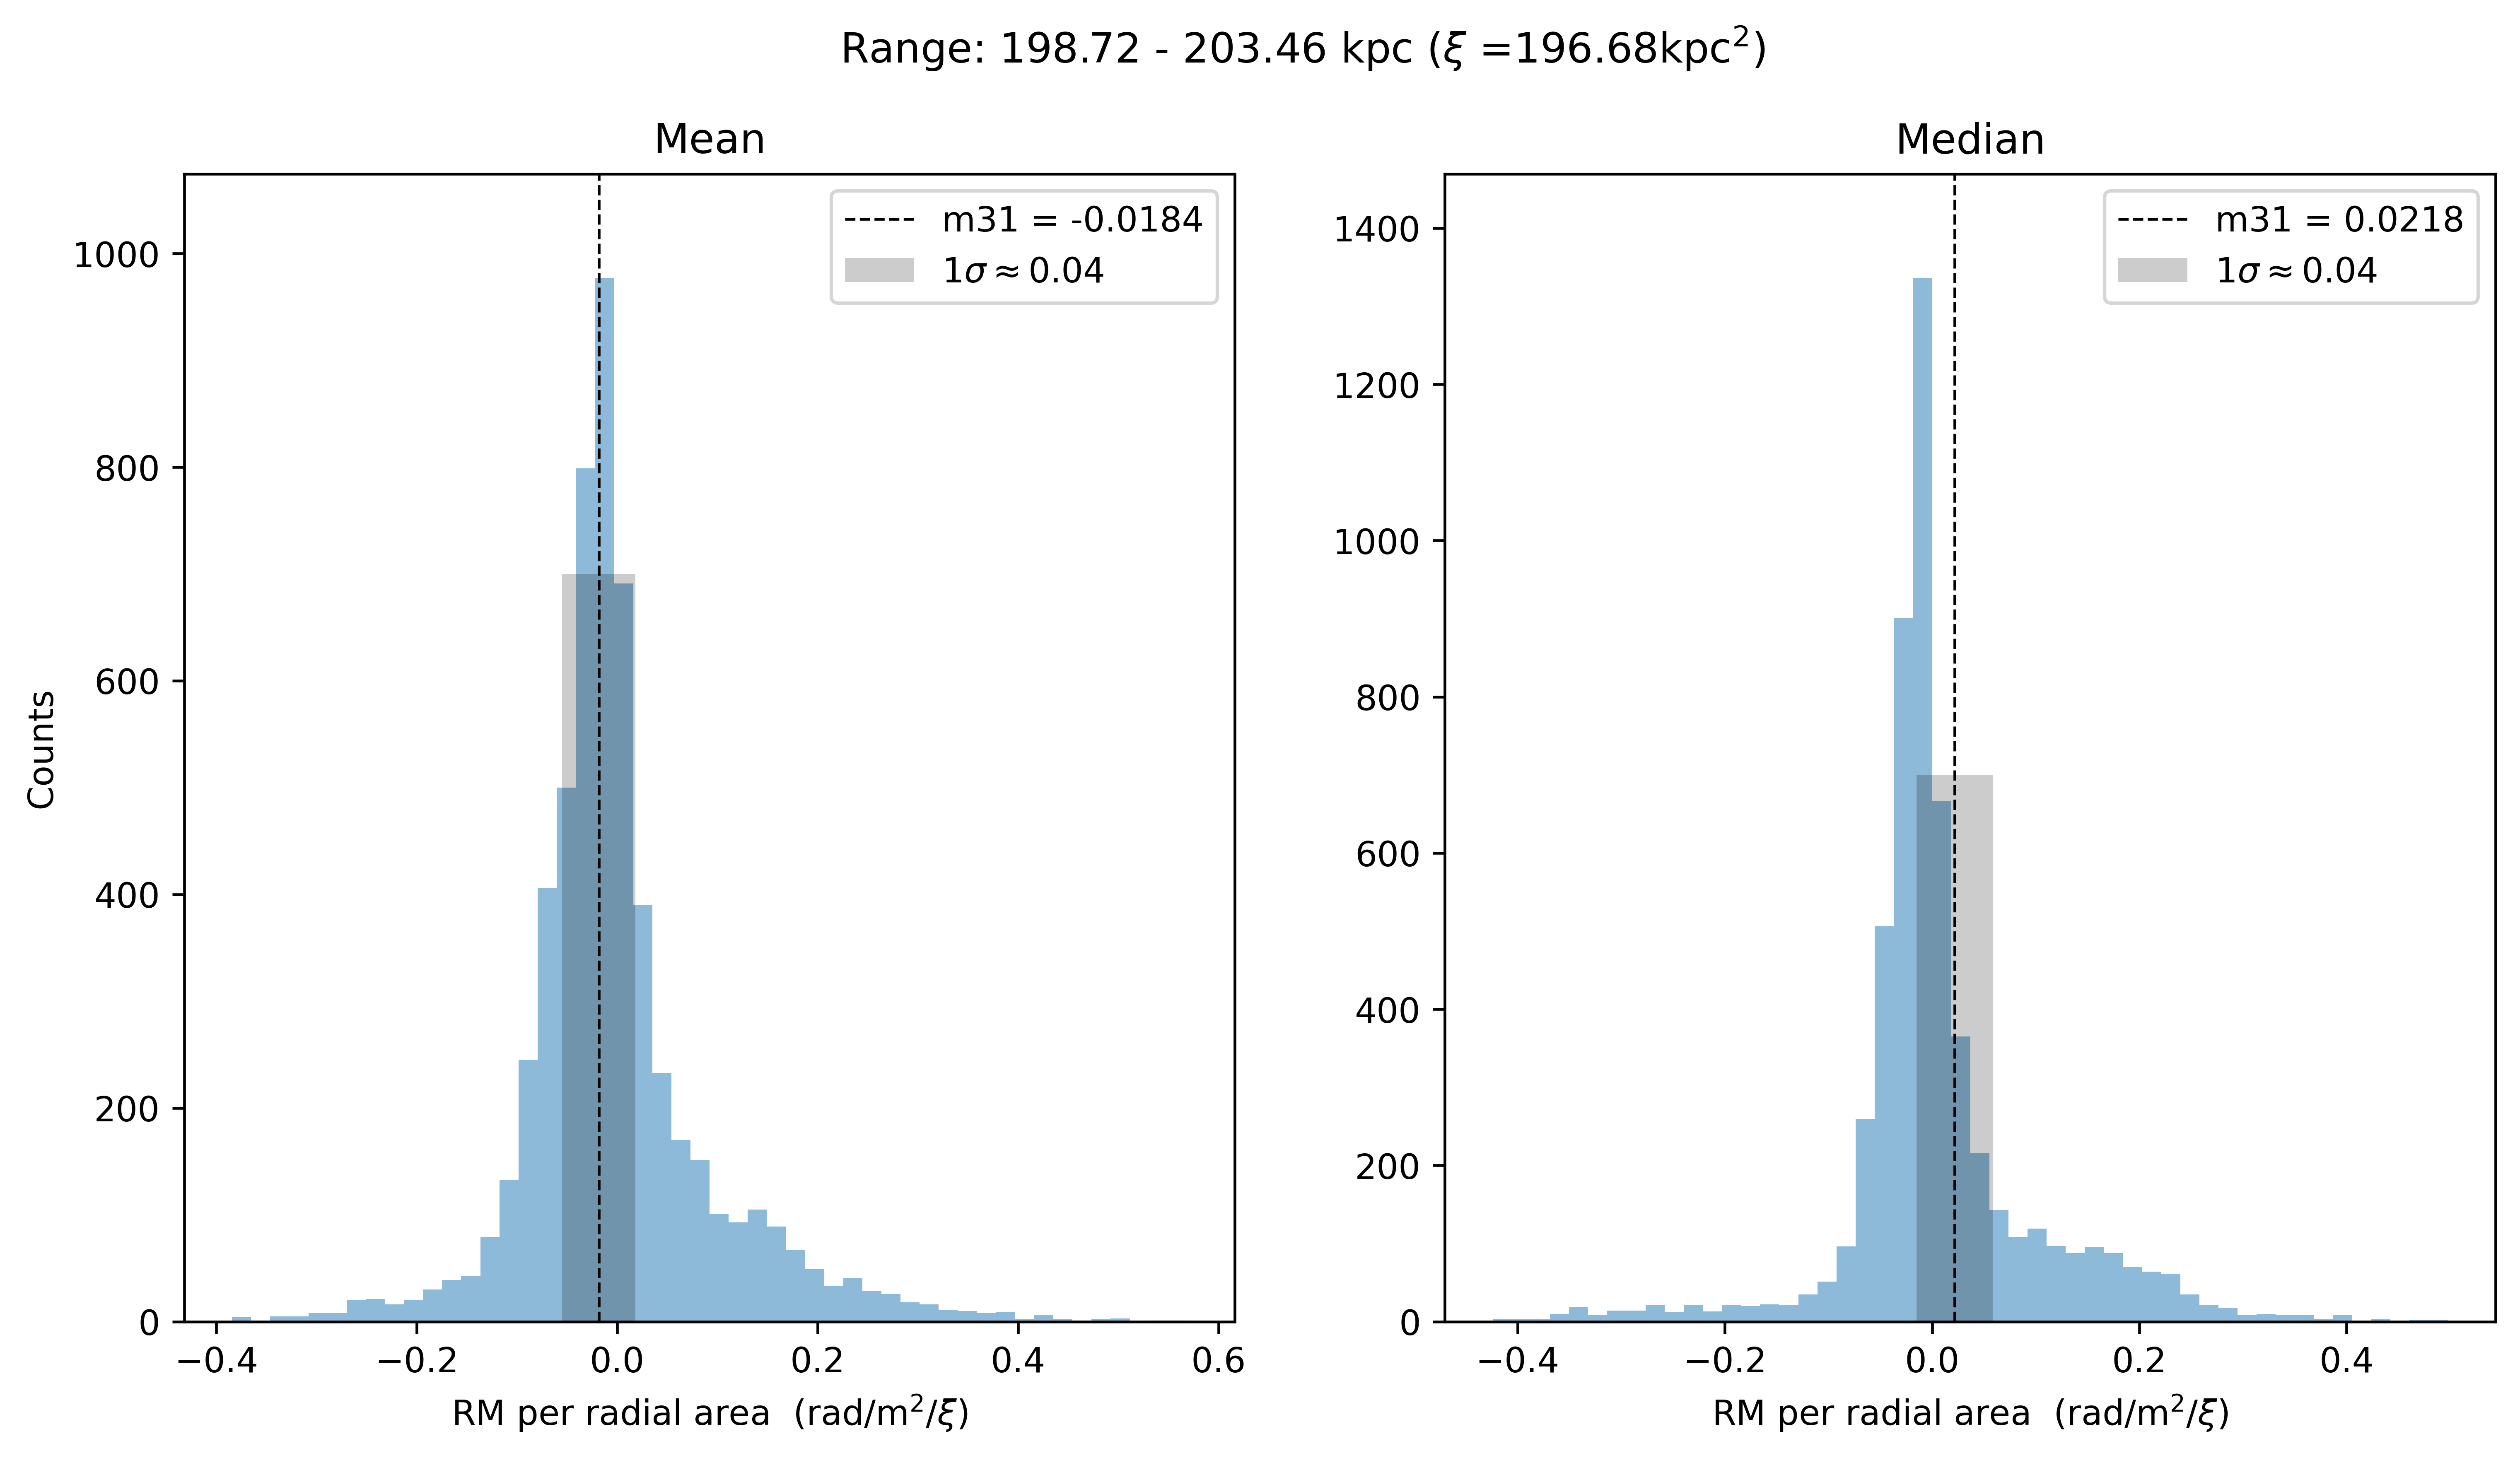 Range: 198.72 - 203.46 kpc (ξ =196.68kpc²)
Mean
m31 = -0.0184
1σ ≈ 0.04
1000
800
600
400
200
0
Counts
−0.4 −0.2 0.0 0.2 0.4 0.6
RM per radial area (rad/m²/ξ)
Median
m31 = 0.0218
1σ ≈ 0.04
1400
1200
1000
800
600
400
200
0
−0.4 −0.2 0.0 0.2 0.4
RM per radial area (rad/m²/ξ)